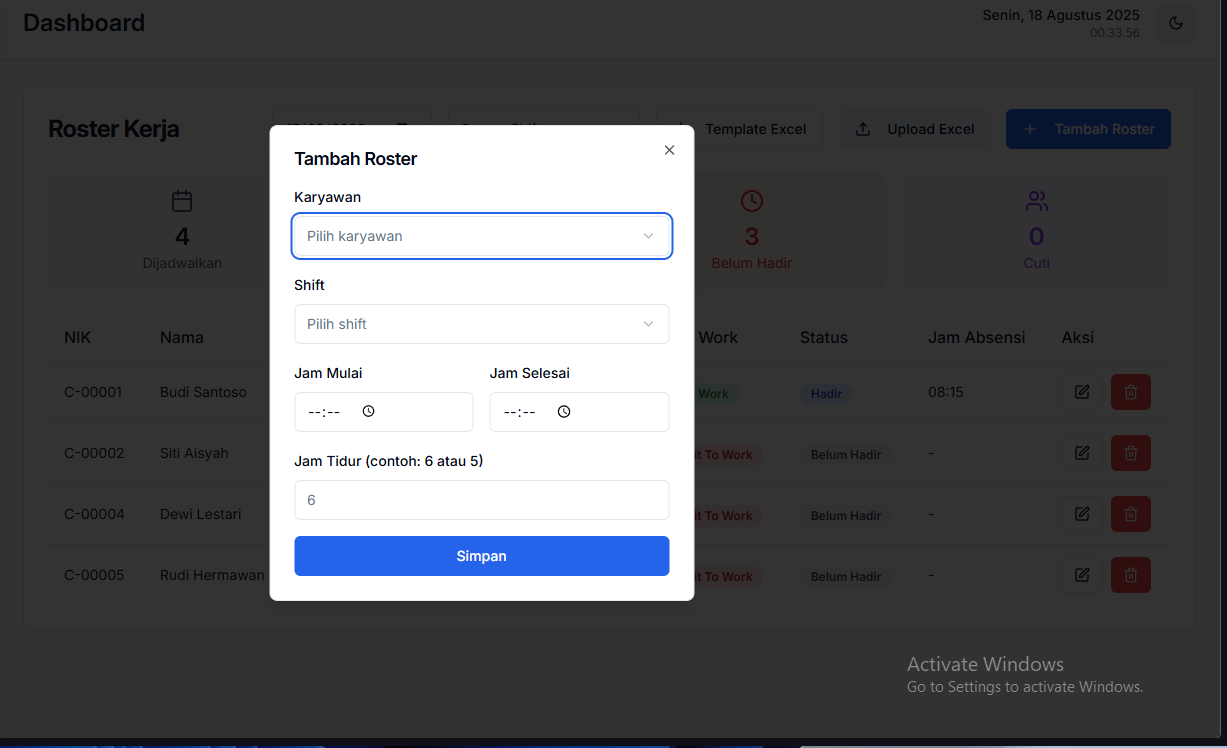 Dashboard
Senin, 18 Agustus 2025
00.33.56
Roster Kerja
Template Excel
Upload Excel
Tambah Roster
4
Dijadwalkan
3
Belum Hadir
0
Cuti
Tambah Roster
Karyawan
Pilih karyawan
Shift
Pilih shift
Jam Mulai
Jam Selesai
--:--
--:--
Jam Tidur (contoh: 6 atau 5)
6
Simpan
NIK
Nama
Work
Status
Jam Absensi
Aksi
C-00001
Budi Santoso
Work
Hadir
08:15
C-00002
Siti Aisyah
it To Work
Belum Hadir
-
C-00004
Dewi Lestari
it To Work
Belum Hadir
-
C-00005
Rudi Hermawan
it To Work
Belum Hadir
-
Activate Windows
Go to Settings to activate Windows.